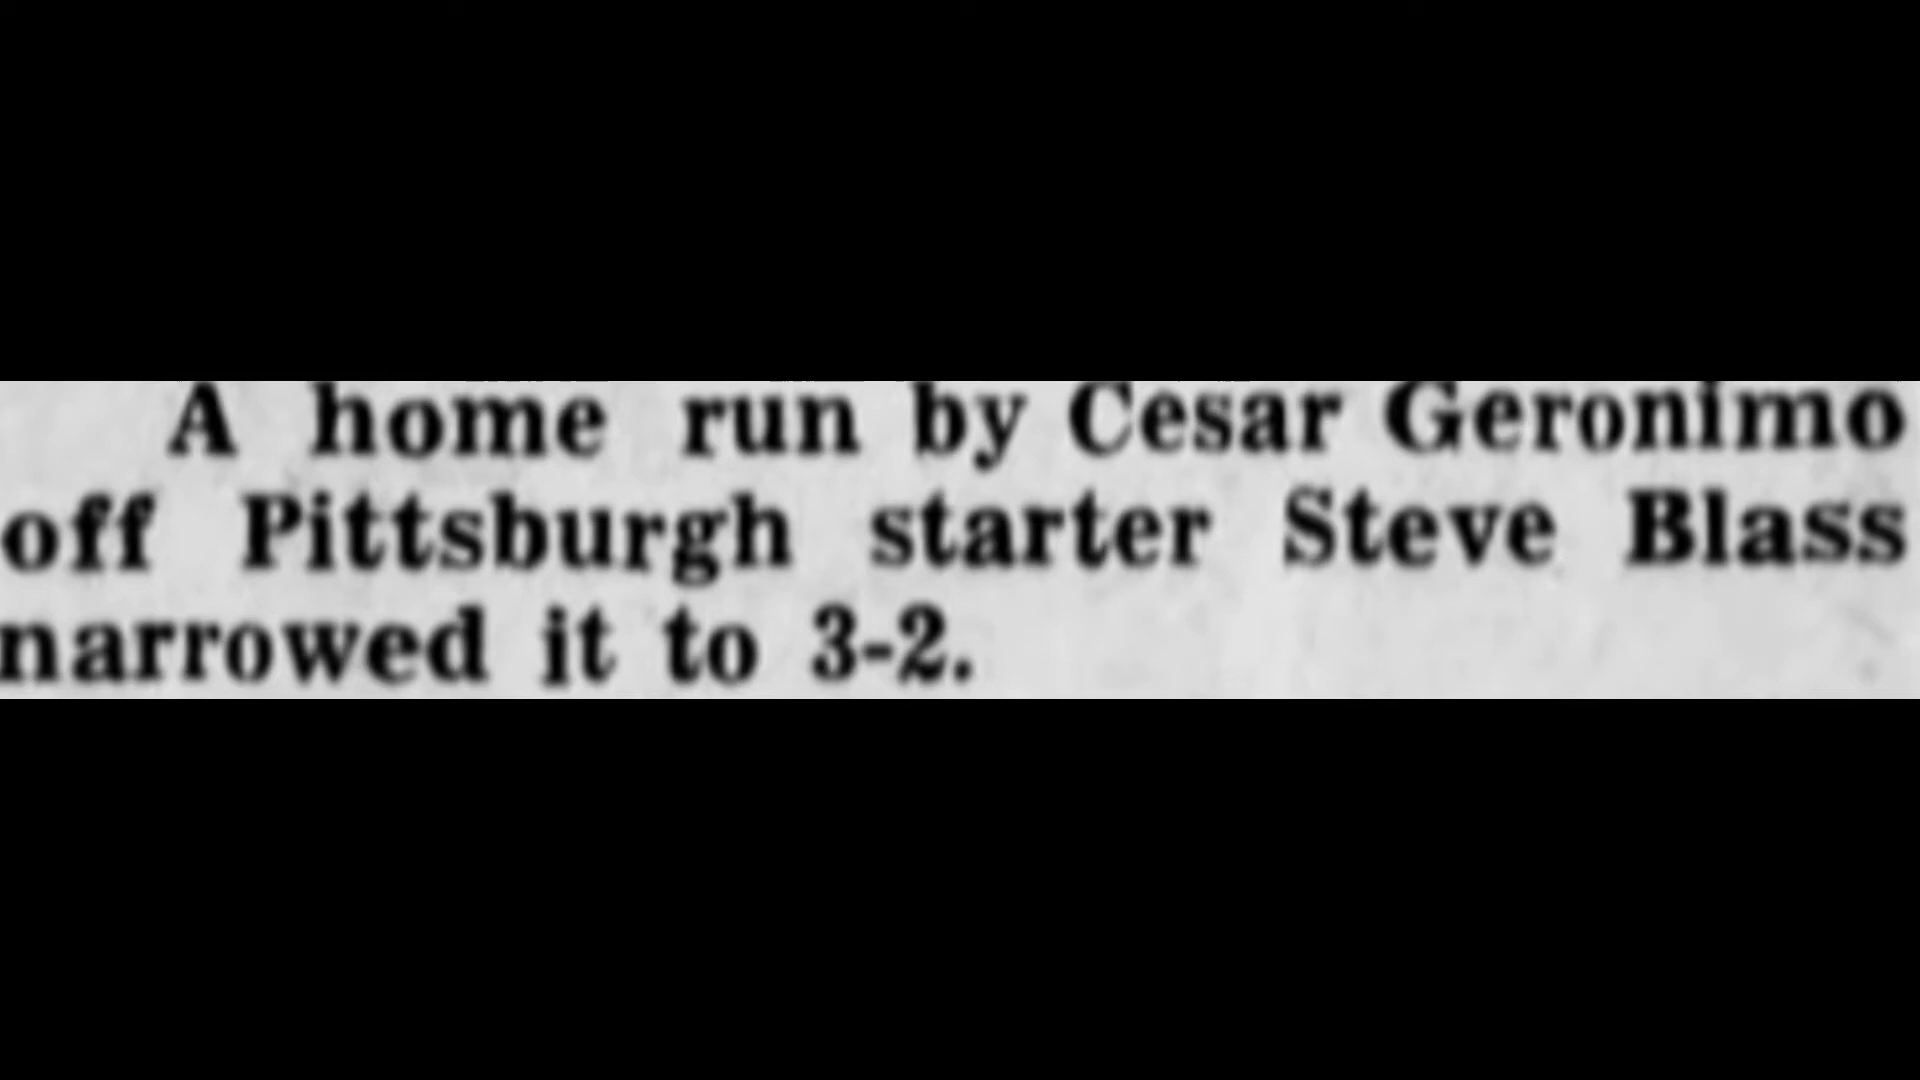 A home run by Cesar Geronimo
off Pittsburgh starter Steve Blass
narrowed it to 3-2.